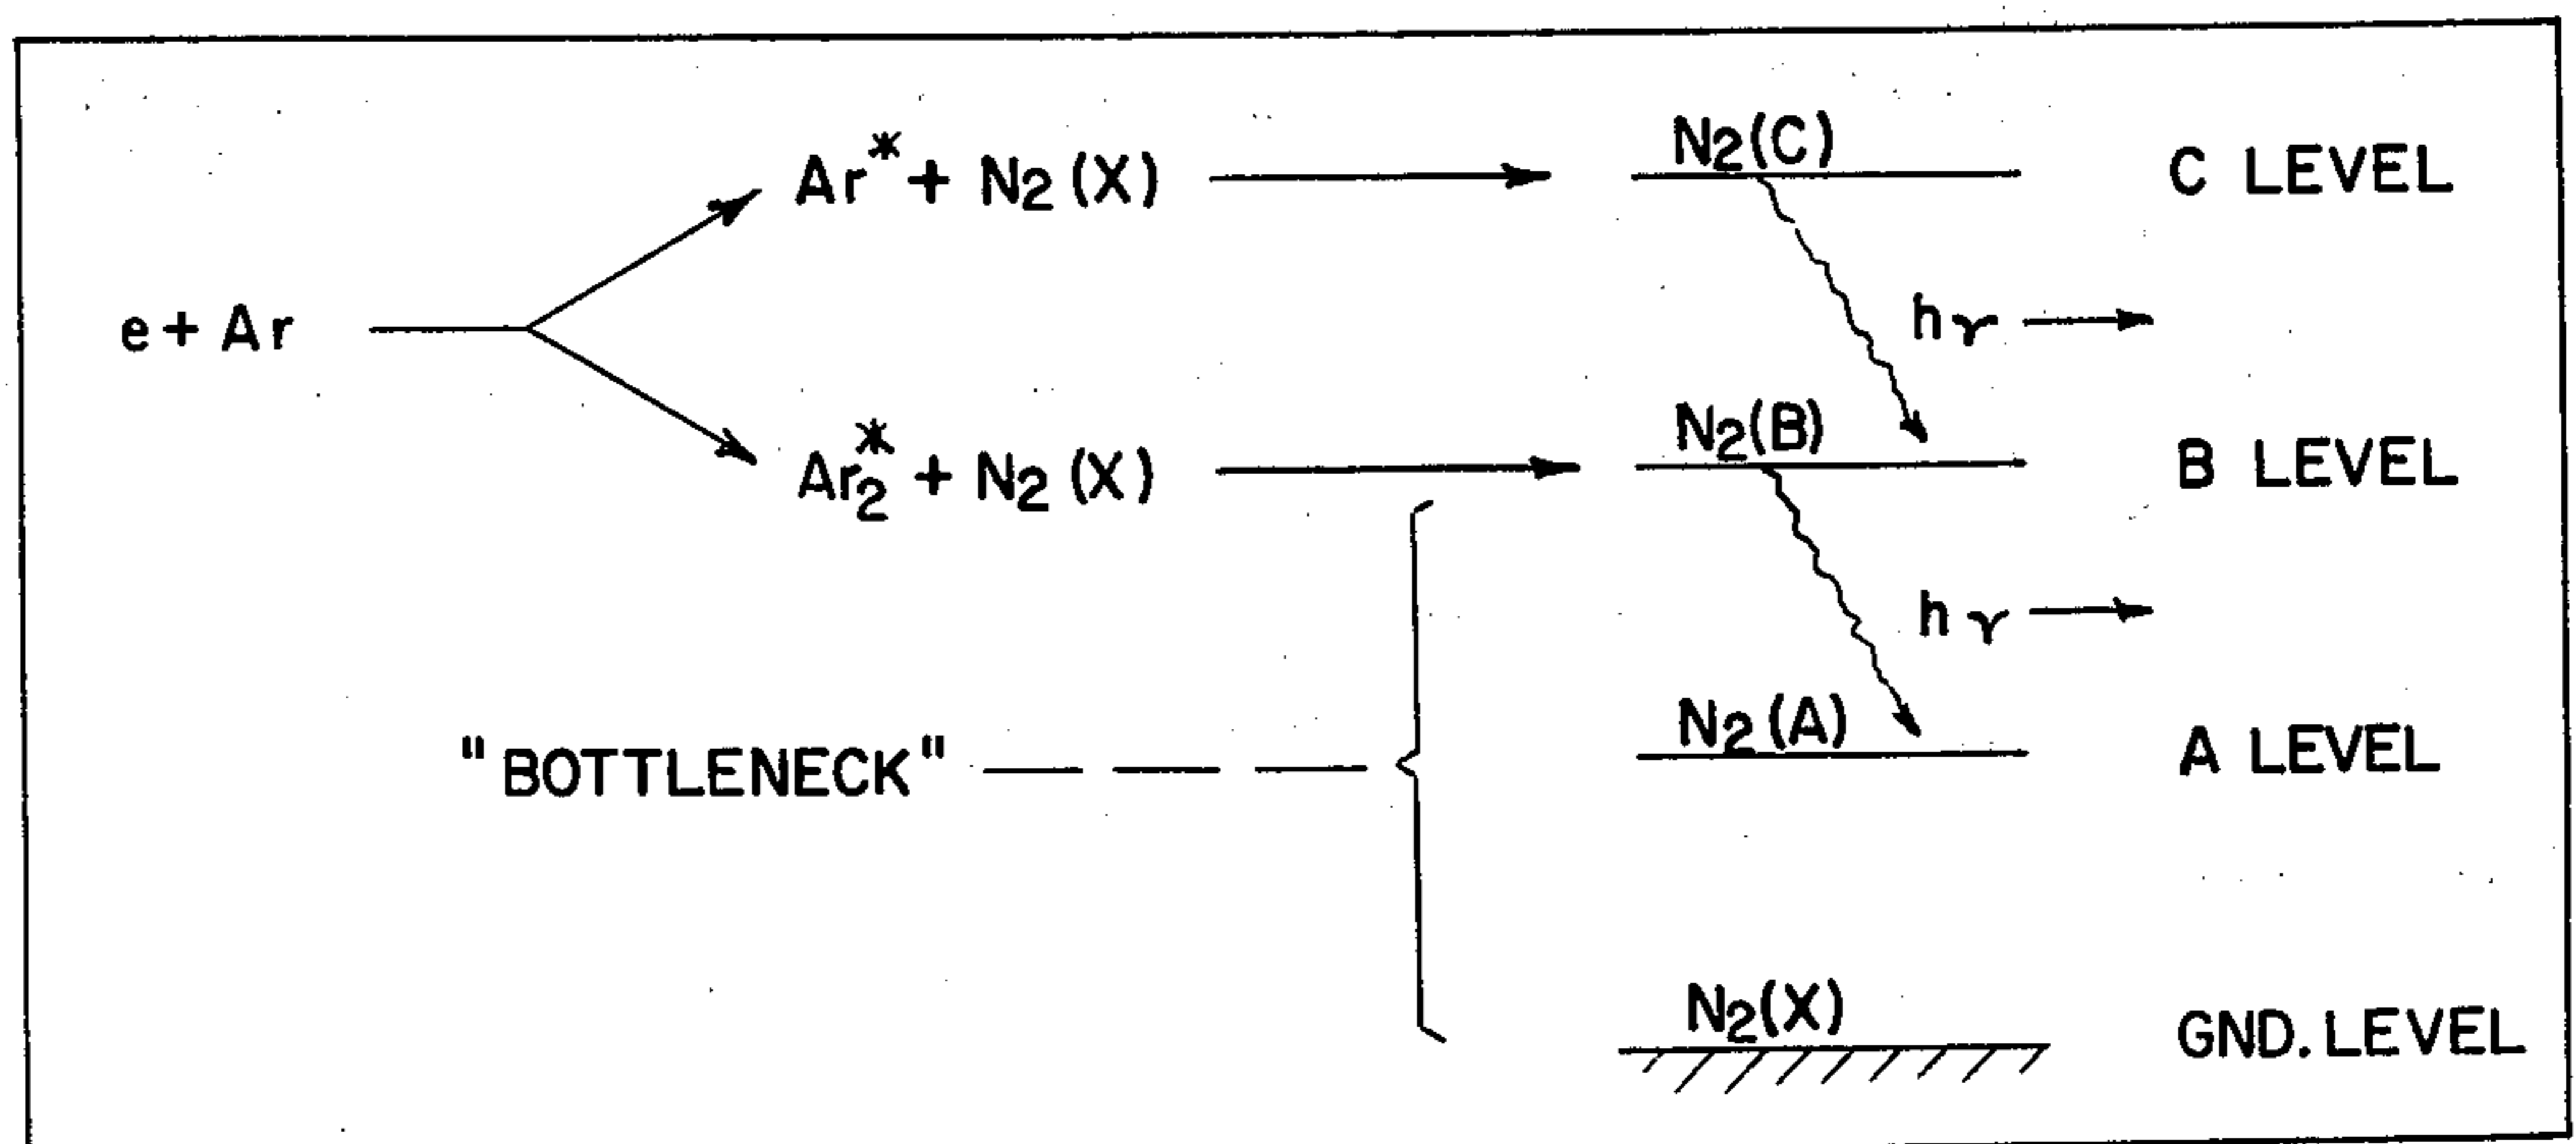 N2(C)
Ar* + N2 (X)
C LEVEL
e + Ar
hγ
N2(B)
Ar2* + N2 (X)
B LEVEL
hγ
N2(A)
"BOTTLENECK"
A LEVEL
N2(X)
GND. LEVEL